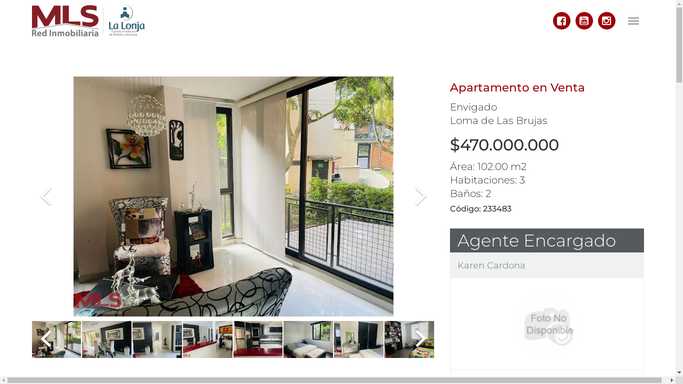 MLS
Red Inmobiliaria
La Lonja
Apartamento en Venta
Envigado
Loma de Las Brujas
$470.000.000
Área: 102.00 m2
Habitaciones: 3
Baños: 2
Código: 233483
MLS
Agente Encargado
Karen Cardona
Foto No
Disponible